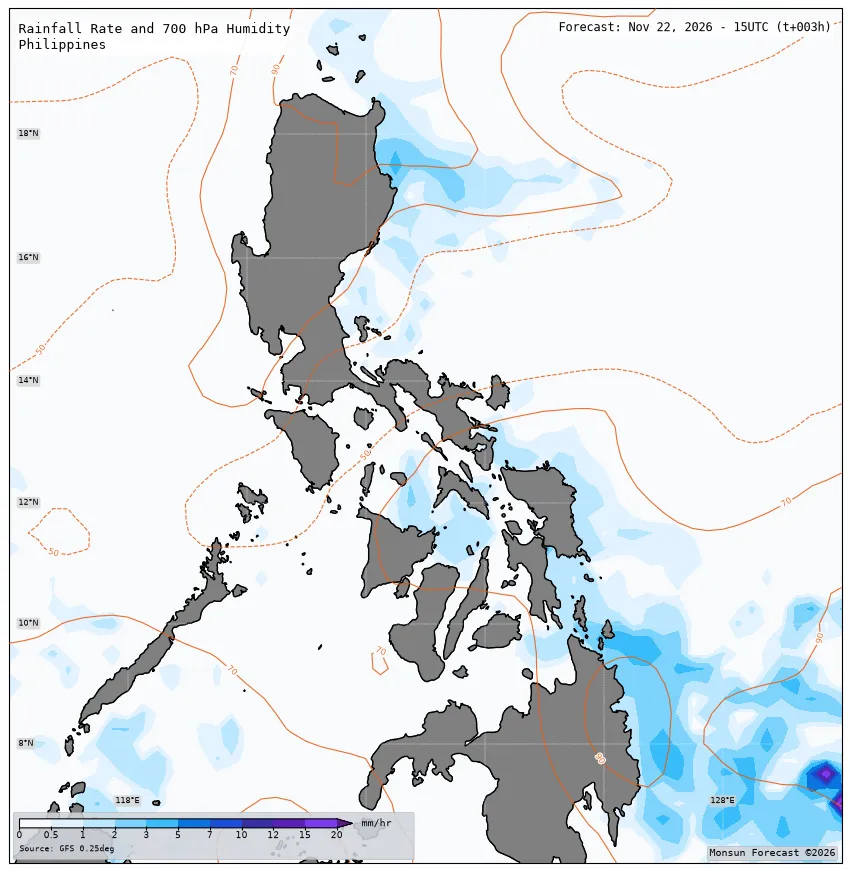 Rainfall Rate and 700 hPa Humidity
Philippines
Forecast: Nov 22, 2026 - 15UTC (t+003h)
70
90
18°N
16°N
50
14°N
50
12°N
70
50
10°N
90
70
70
8°N
90
118°E
128°E
mm/hr
0 0.5 1 2 3 5 7 10 12 15 20
Source: GFS 0.25deg
Monsun Forecast ©2026